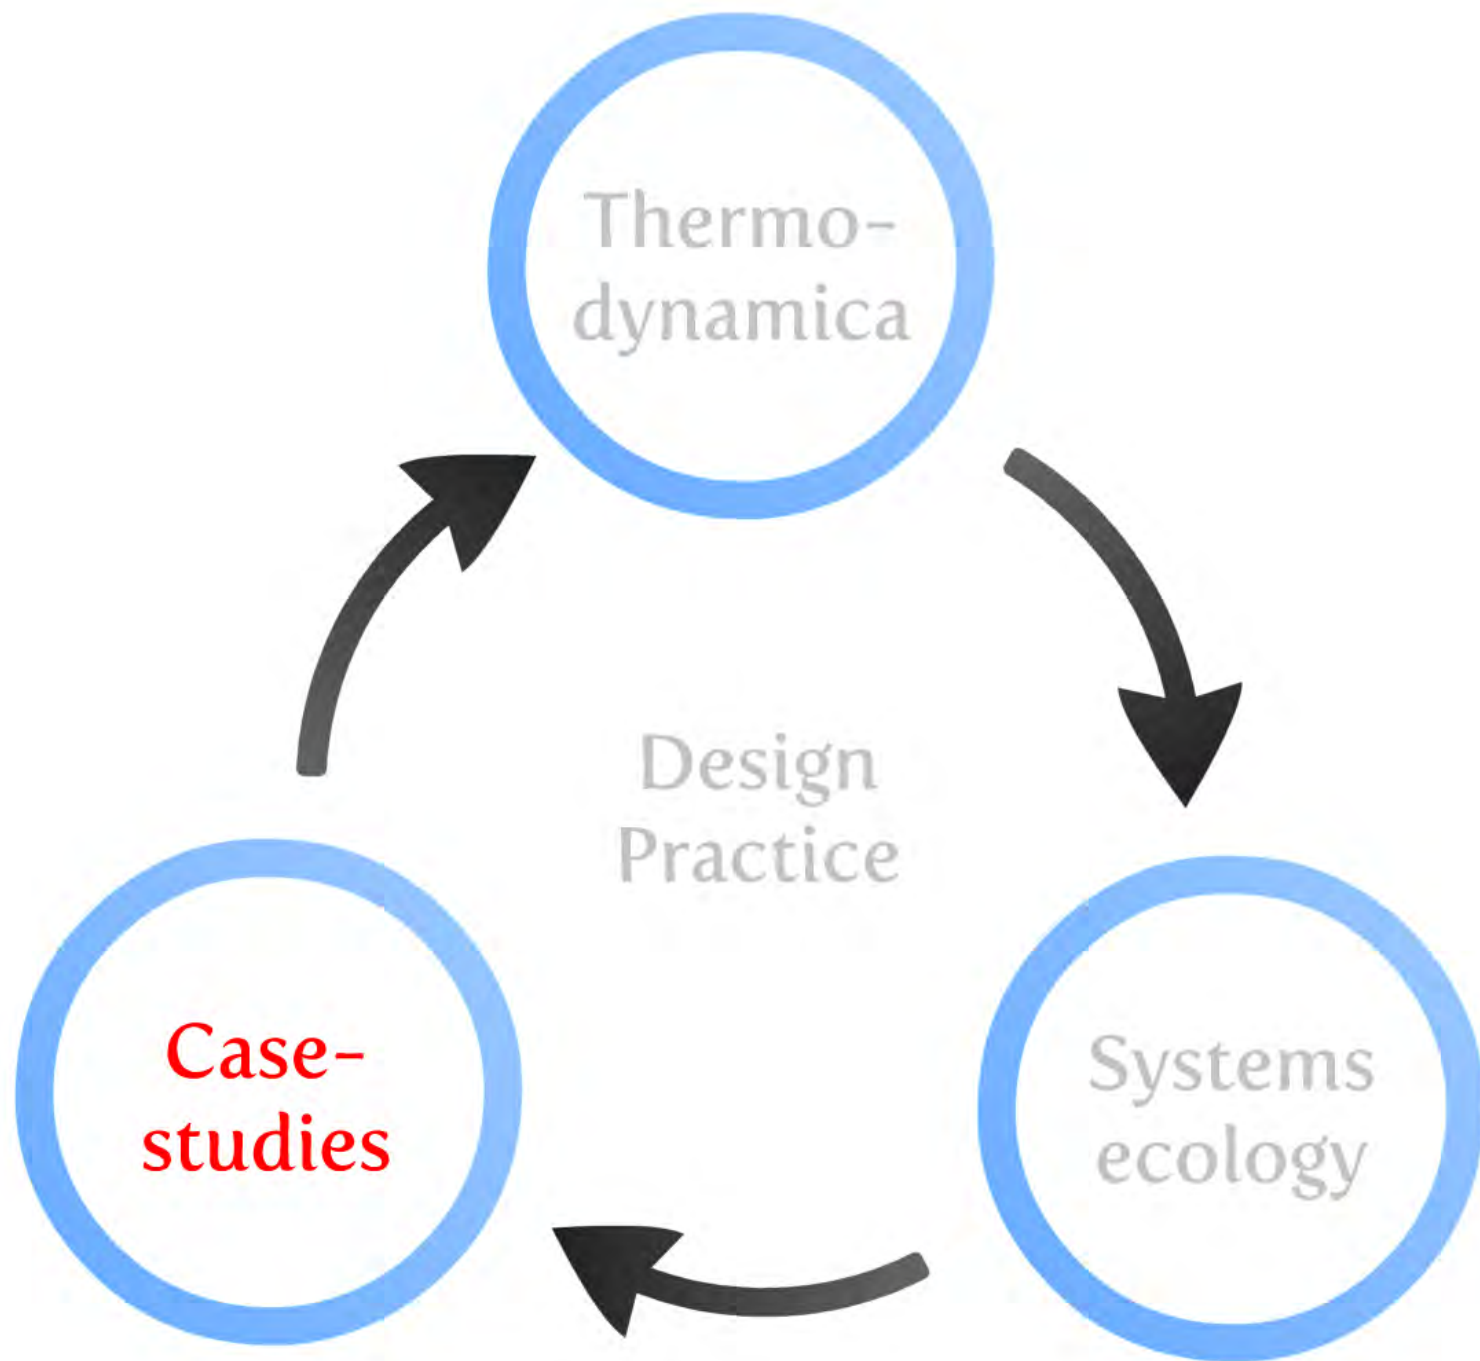 Thermo-
dynamica
Design
Practice
Case-
studies
Systems
ecology